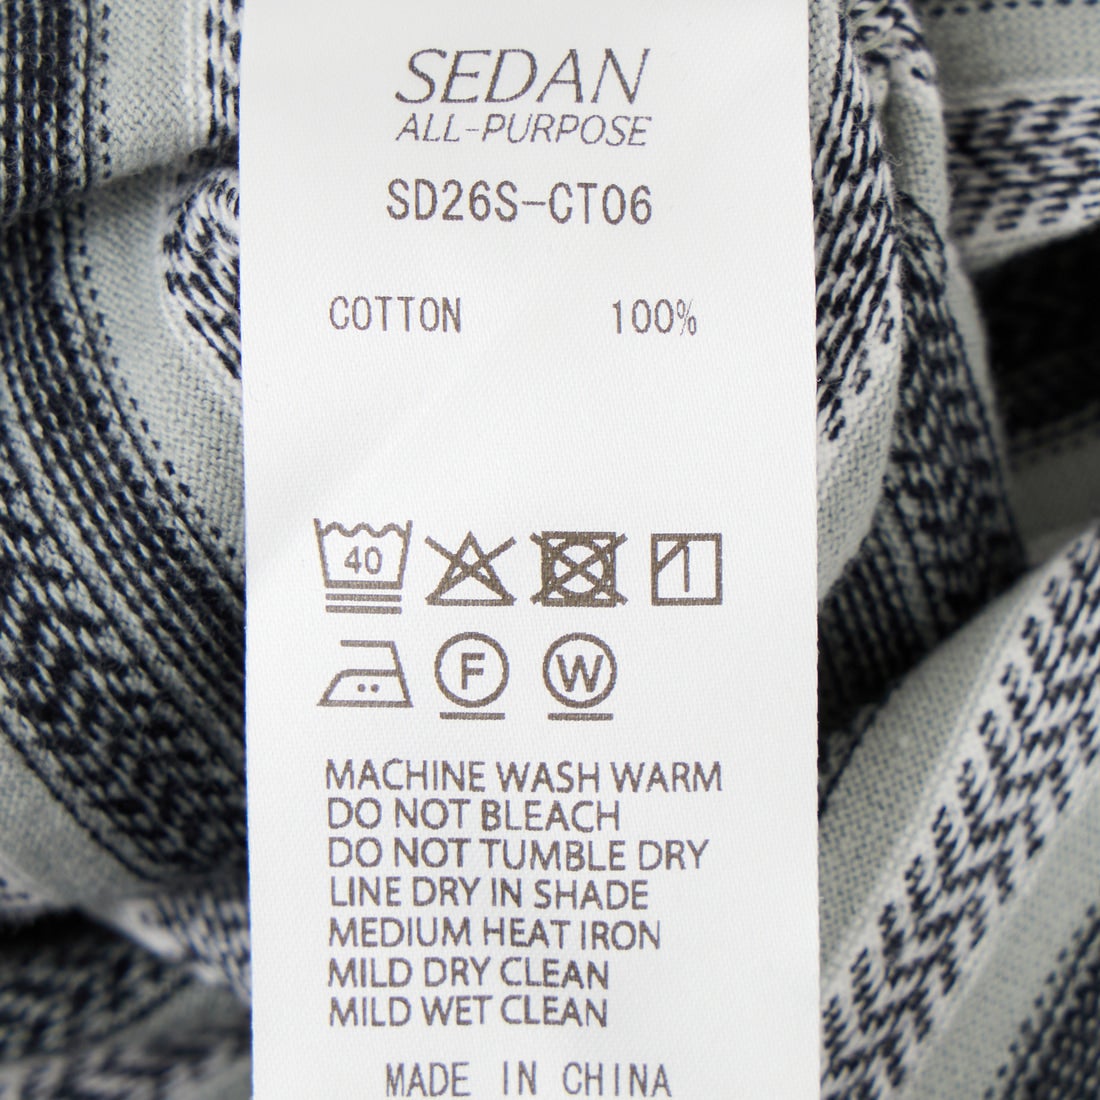 SEDAN
ALL-PURPOSE
SD26S-CT06
COTTON 100%
40
F W
MACHINE WASH WARM
DO NOT BLEACH
DO NOT TUMBLE DRY
LINE DRY IN SHADE
MEDIUM HEAT IRON
MILD DRY CLEAN
MILD WET CLEAN
MADE IN CHINA